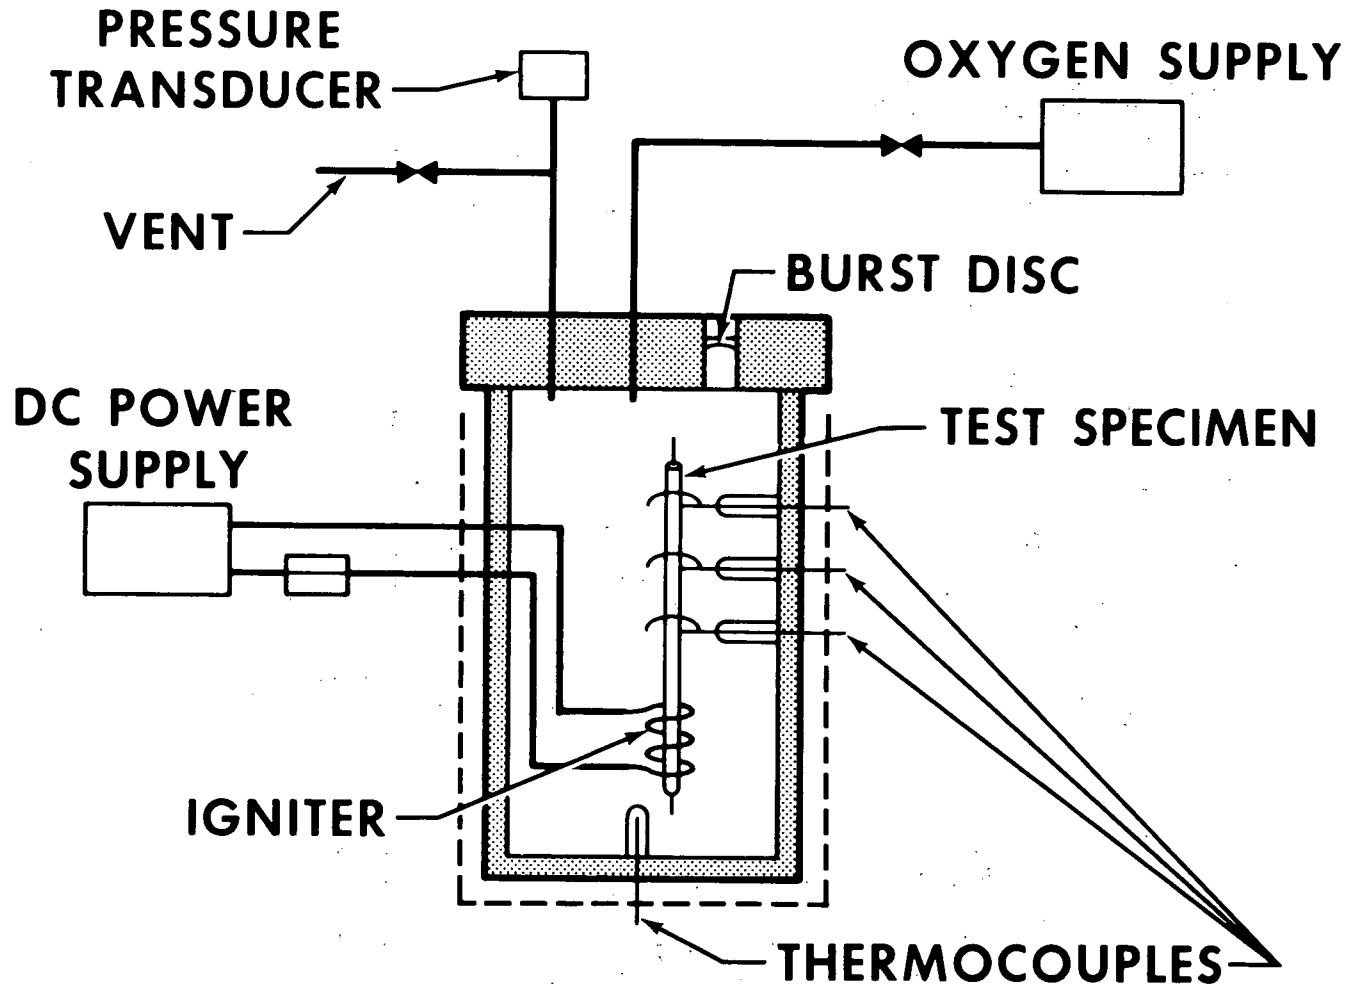 PRESSURE
TRANSDUCER
OXYGEN SUPPLY
VENT
BURST DISC
DC POWER
SUPPLY
TEST SPECIMEN
IGNITER
THERMOCOUPLES